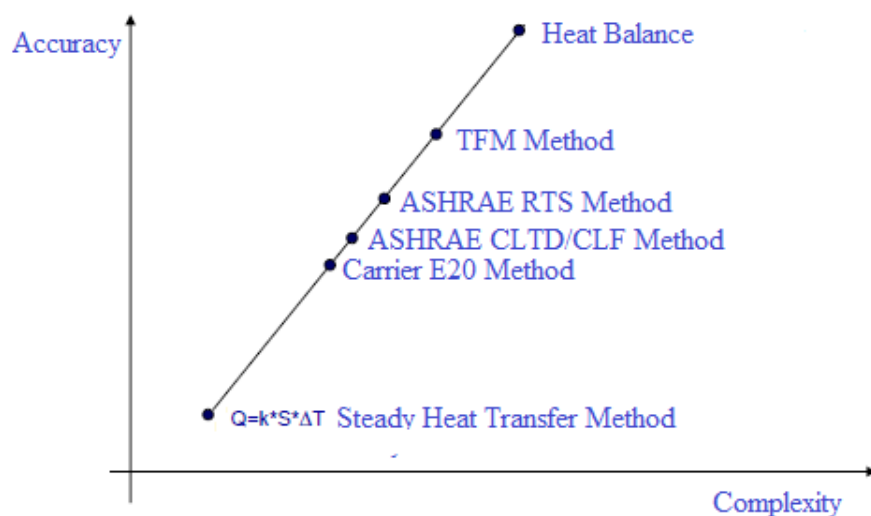 Accuracy
Heat Balance
TFM Method
ASHRAE RTS Method
ASHRAE CLTD/CLF Method
Carrier E20 Method
Q=k*S*ΔT Steady Heat Transfer Method
Complexity